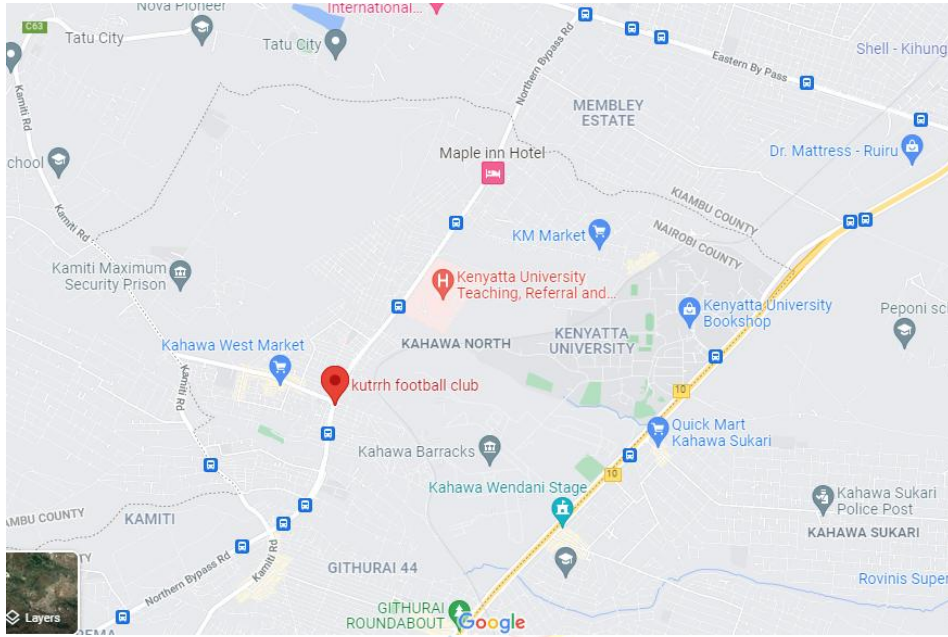 Nova Pioneer
International...
C63
Tatu City
Tatu City
Northern Bypass Rd
Eastern By Pass
Shell - Kihung
Kamiti Rd
MEMBLEY
ESTATE
Maple inn Hotel
Dr. Mattress - Ruiru
chool
KIAMBU COUNTY
NAIROBI COUNTY
Kamiti Rd
KM Market
Kamiti Maximum
Security Prison
H
Kenyatta University
Teaching, Referral and...
Kenyatta University
Bookshop
Peponi sc
KENYATTA
UNIVERSITY
KAHAWA NORTH
Kahawa West Market
kutrrh football club
Kamiti Rd
10
Quick Mart
Kahawa Sukari
Kahawa Barracks
10
Kahawa Wendani Stage
Kahawa Sukari
Police Post
KAHAWA SUKARI
AMBU COUNTY
KAMITI
TY
Northern Bypass Rd
Kamiti Rd
GITHURAI 44
Rovinis Super
Layers
GITHURAI
ROUNDABOUT
Google
REMA